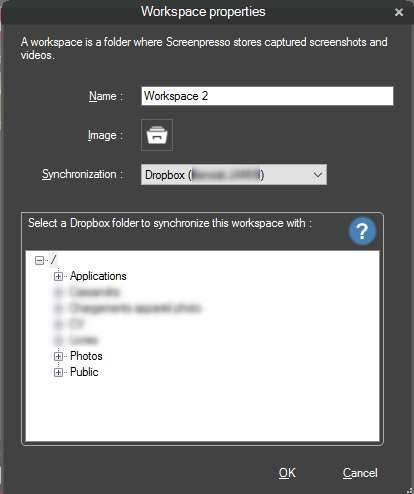 Workspace properties
A workspace is a folder where Screenpresso stores captured screenshots and
videos.
Name :
Workspace 2
Image :
Synchronization :
Dropbox ( )
Select a Dropbox folder to synchronize this workspace with :
?
/
Applications
Photos
Public
OK
Cancel